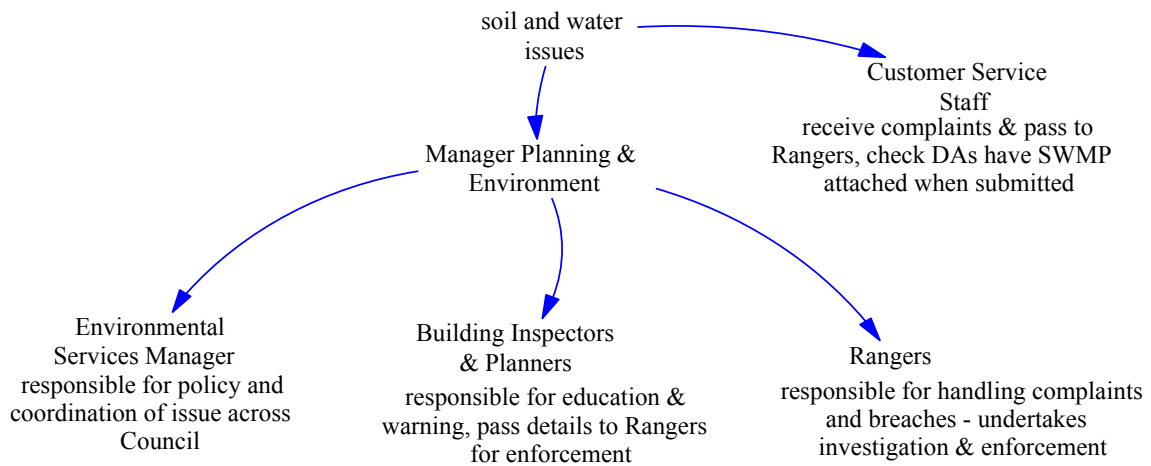 soil and water
issues
Customer Service
Staff
receive complaints & pass to
Rangers, check DAs have SWMP
attached when submitted
Manager Planning &
Environment
Environmental
Services Manager
responsible for policy and
coordination of issue across
Council
Building Inspectors
& Planners
responsible for education &
warning, pass details to Rangers
for enforcement
Rangers
responsible for handling complaints
and breaches - undertakes
investigation & enforcement